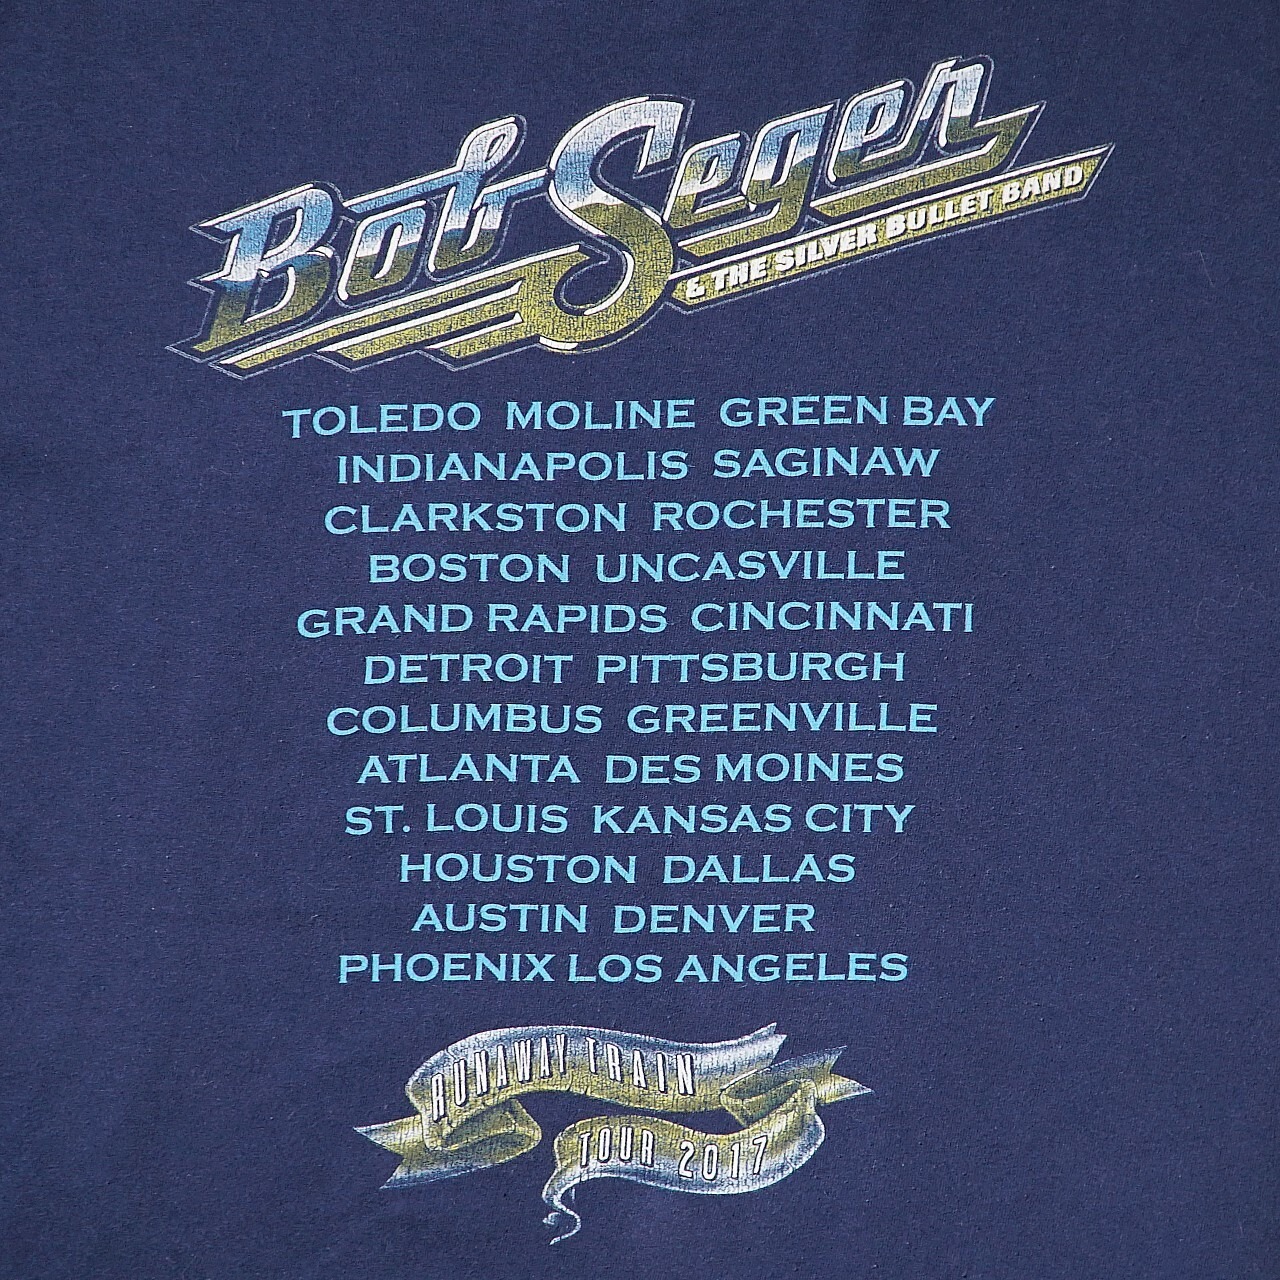 Bob Seger
& THE SILVER BULLET BAND
TOLEDO MOLINE GREEN BAY
INDIANAPOLIS SAGINAW
CLARKSTON ROCHESTER
BOSTON UNCASVILLE
GRAND RAPIDS CINCINNATI
DETROIT PITTSBURGH
COLUMBUS GREENVILLE
ATLANTA DES MOINES
ST. LOUIS KANSAS CITY
HOUSTON DALLAS
AUSTIN DENVER
PHOENIX LOS ANGELES
RUNAWAY TRAIN
TOUR 2017